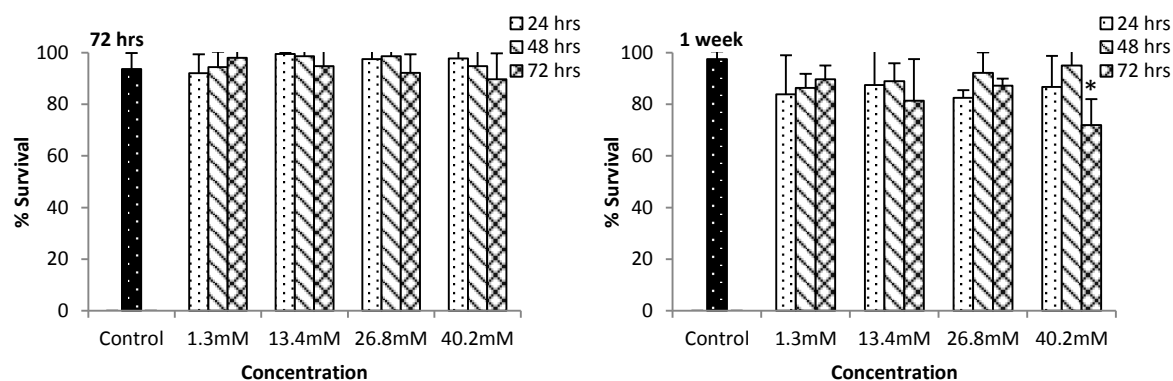 72 hrs
24 hrs
48 hrs
72 hrs
% Survival
100
80
60
40
20
0
Control 1.3mM 13.4mM 26.8mM 40.2mM
Concentration
1 week
24 hrs
48 hrs
72 hrs
*
% Survival
100
80
60
40
20
0
Control 1.3mM 13.4mM 26.8mM 40.2mM
Concentration